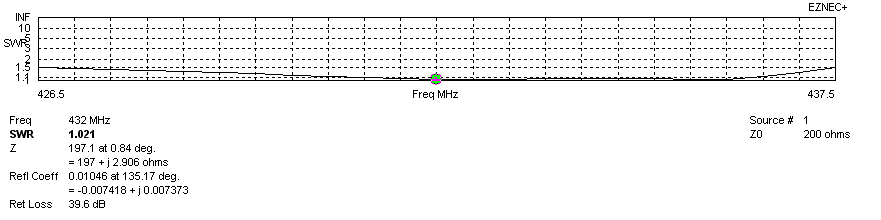 EZNEC+
INF
10
5
SWR
3
2
1.5
1.1
426.5 Freq MHz 437.5
Freq 432 MHz Source # 1
SWR 1.021 Z0 200 ohms
Z 197.1 at 0.84 deg.
= 197 + j 2.906 ohms
Refl Coeff 0.01046 at 135.17 deg.
= -0.007418 + j 0.007373
Ret Loss 39.6 dB